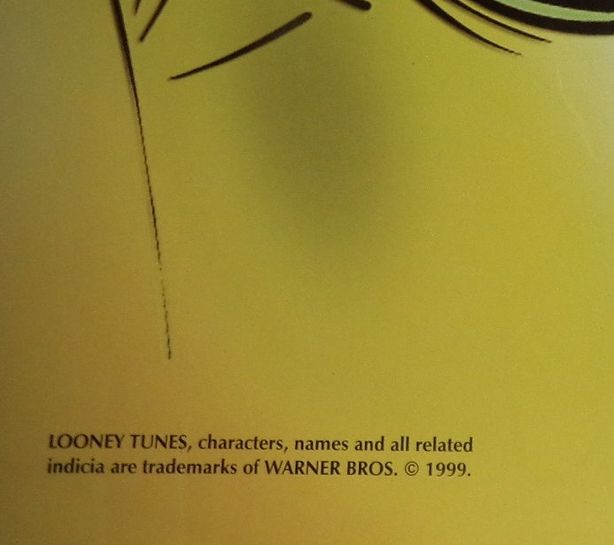 LOONEY TUNES, characters, names and all related
indicia are trademarks of WARNER BROS. © 1999.